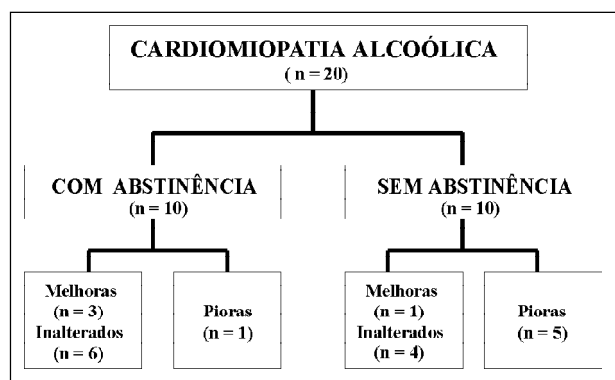 CARDIOMIOPATIA ALCOÓLICA
( n = 20)
COM ABSTINÊNCIA
(n = 10)
SEM ABSTINÊNCIA
(n = 10)
Melhoras
(n = 3)
Inalterados
(n = 6)
Pioras
(n = 1)
Melhoras
(n = 1)
Inalterados
(n = 4)
Pioras
(n = 5)